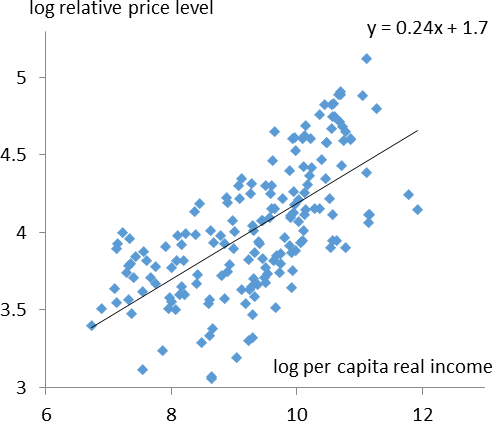 log relative price level
y = 0.24x + 1.7
5
4.5
4
3.5
3
log per capita real income
6 8 10 12